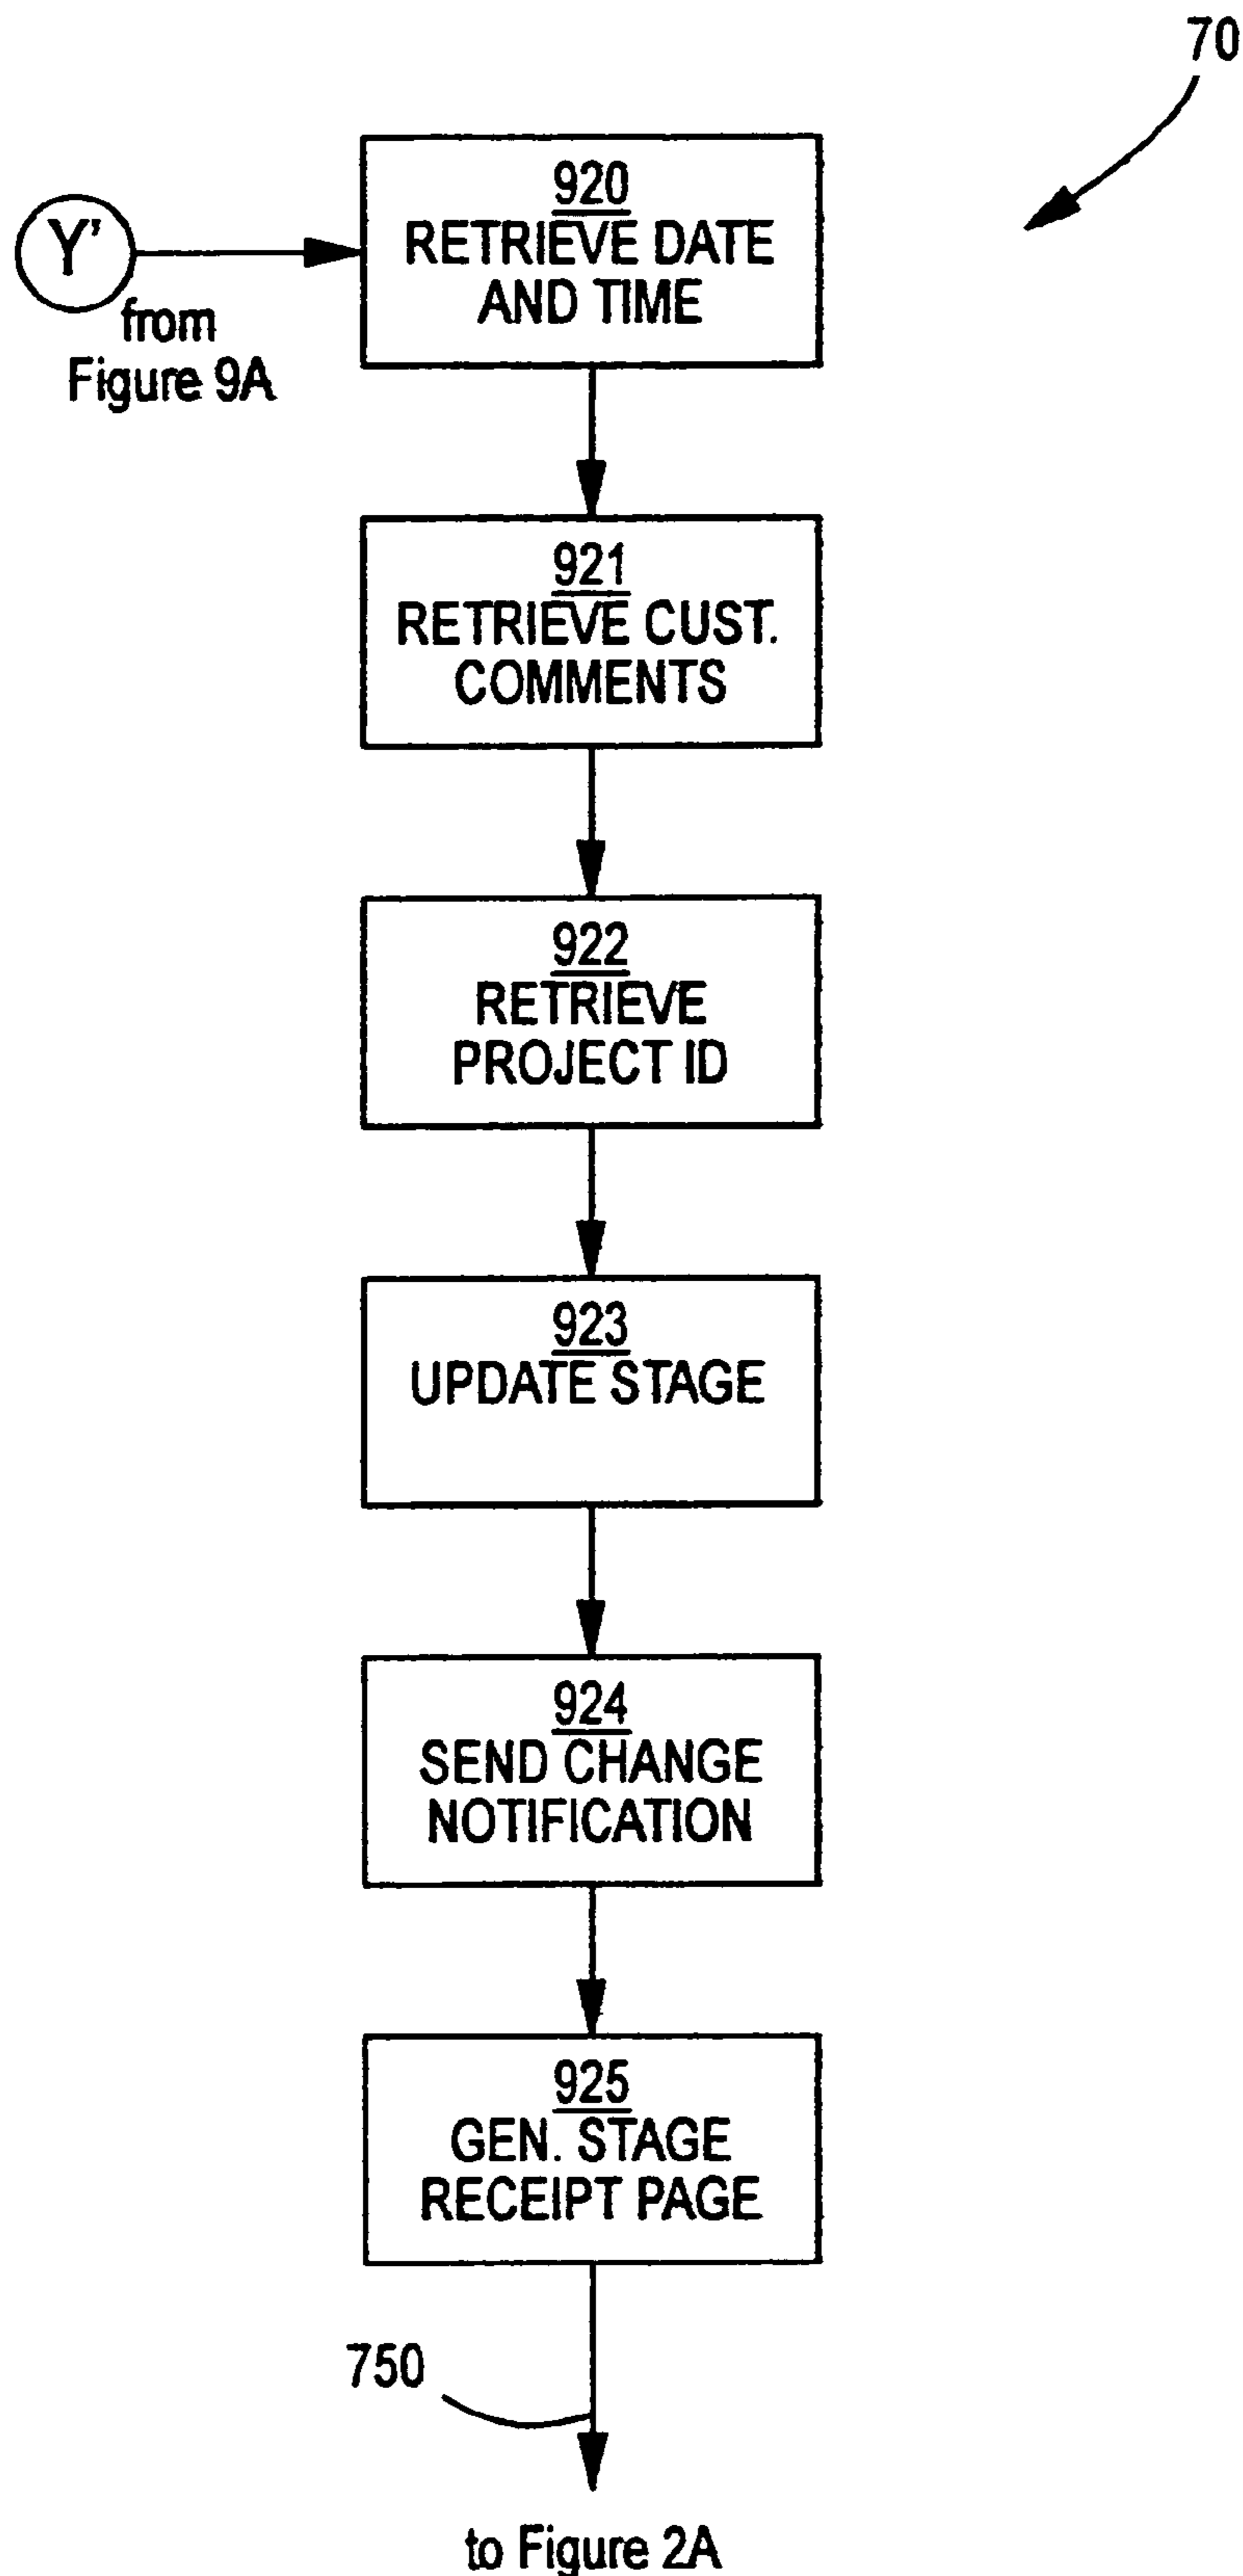 70
920
RETRIEVE DATE
AND TIME
Y'
from
Figure 9A
921
RETRIEVE CUST.
COMMENTS
922
RETRIEVE
PROJECT ID
923
UPDATE STAGE
924
SEND CHANGE
NOTIFICATION
925
GEN. STAGE
RECEIPT PAGE
750
to Figure 2A